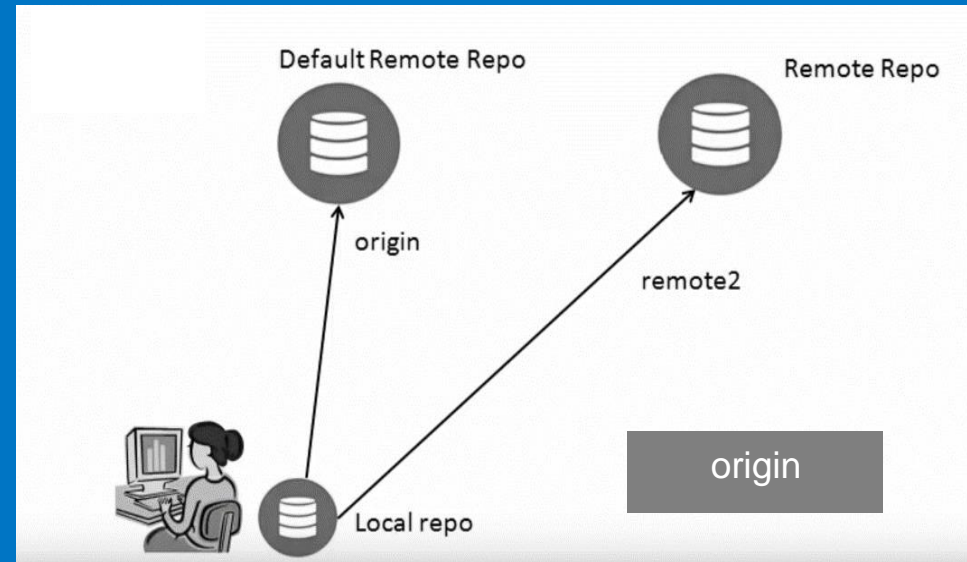 Default Remote Repo
Remote Repo
origin
remote2
origin
Local repo